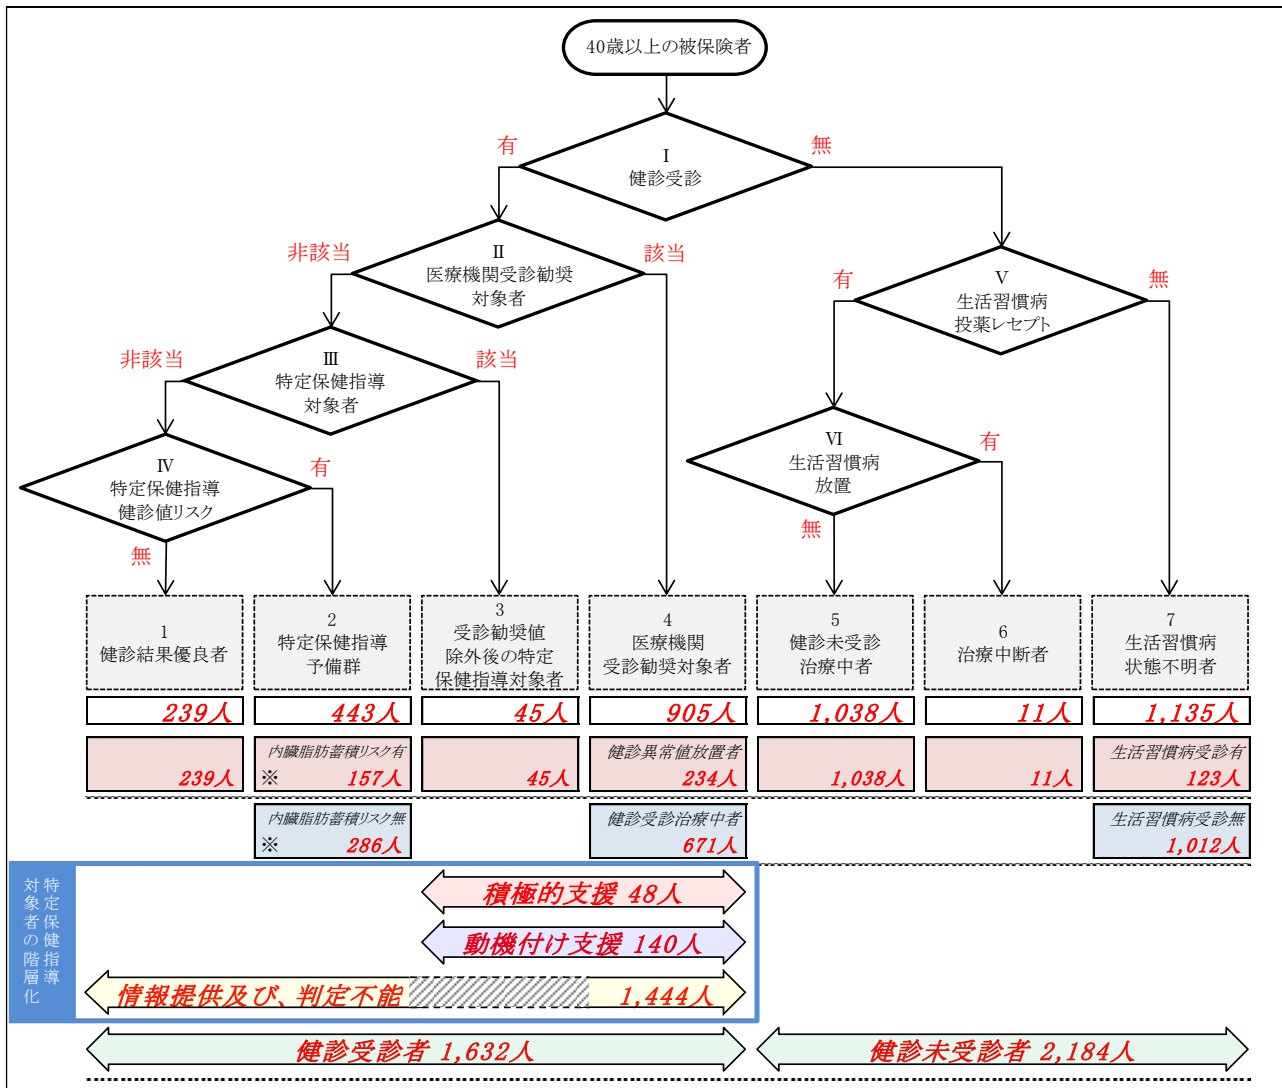 40歳以上の被保険者
有
Ⅰ
健診受診
無
非該当
Ⅱ
医療機関受診勧奨
対象者
該当
有
Ⅴ
生活習慣病
投薬レセプト
無
非該当
Ⅲ
特定保健指導
対象者
該当
Ⅳ
特定保健指導
健診値リスク
有
無
Ⅵ
生活習慣病
放置
有
無
1
健診結果優良者
2
特定保健指導
予備群
3
受診勧奨値
除外後の特定
保健指導対象者
4
医療機関
受診勧奨対象者
5
健診未受診
治療中者
6
治療中断者
7
生活習慣病
状態不明者
239人
443人
45人
905人
1,038人
11人
1,135人
239人
内臓脂肪蓄積リスク有
※ 157人
45人
健診異常値放置者
234人
1,038人
11人
生活習慣病受診有
123人
内臓脂肪蓄積リスク無
※ 286人
健診受診治療中者
671人
生活習慣病受診無
1,012人
特定保健指導
対象者の階層化
積極的支援 48人
動機付け支援 140人
情報提供及び、判定不能 1,444人
健診受診者 1,632人
健診未受診者 2,184人